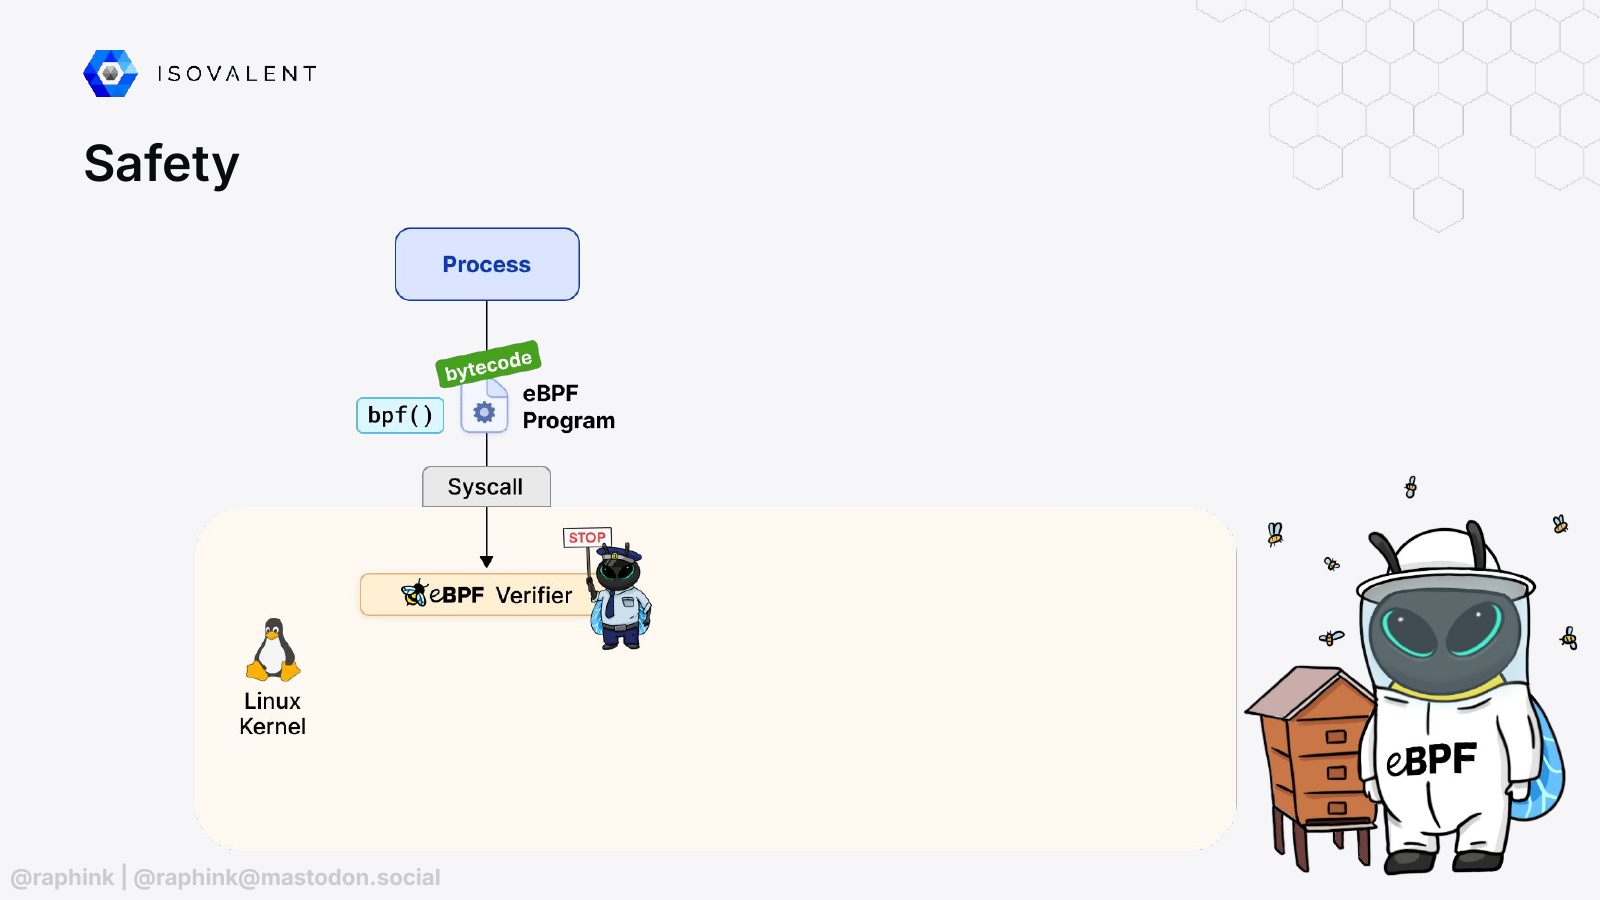 ISOVALENT
Safety
Process
bytecode
eBPF
Program
bpf()
Syscall
STOP
eBPF Verifier
Linux
Kernel
eBPF
@raphink | @raphink@mastodon.social